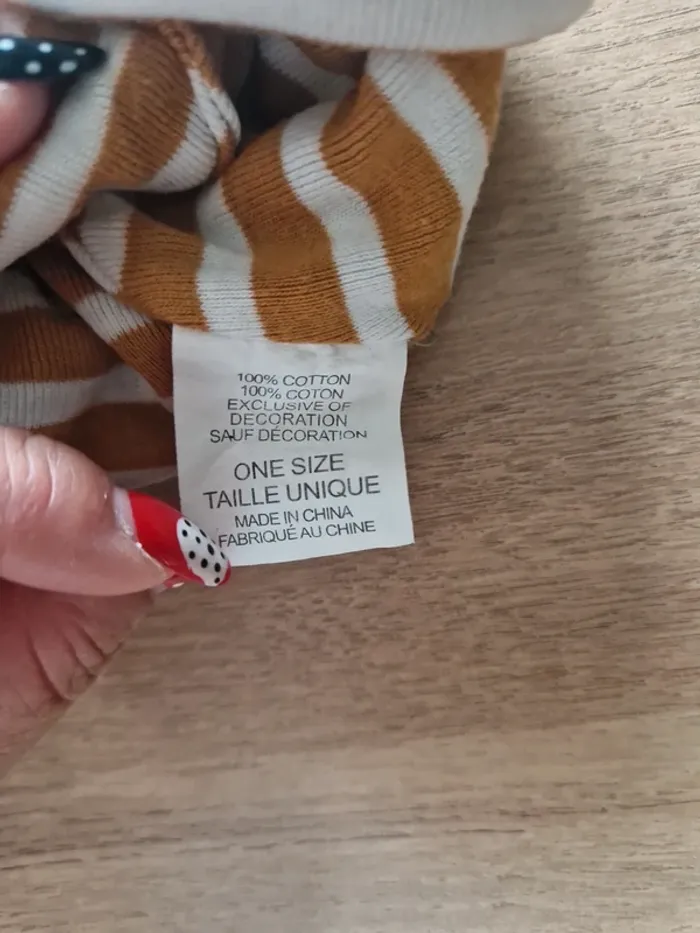 100% COTTON
100% COTON
EXCLUSIVE OF
DECORATION
SAUF DÉCORATION
ONE SIZE
TAILLE UNIQUE
MADE IN CHINA
FABRIQUÉ AU CHINE